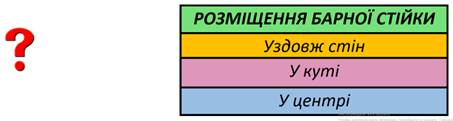 ?
РОЗМІЩЕННЯ БАРНОЇ СТІЙКИ
Уздовж стін
У куті
У центрі